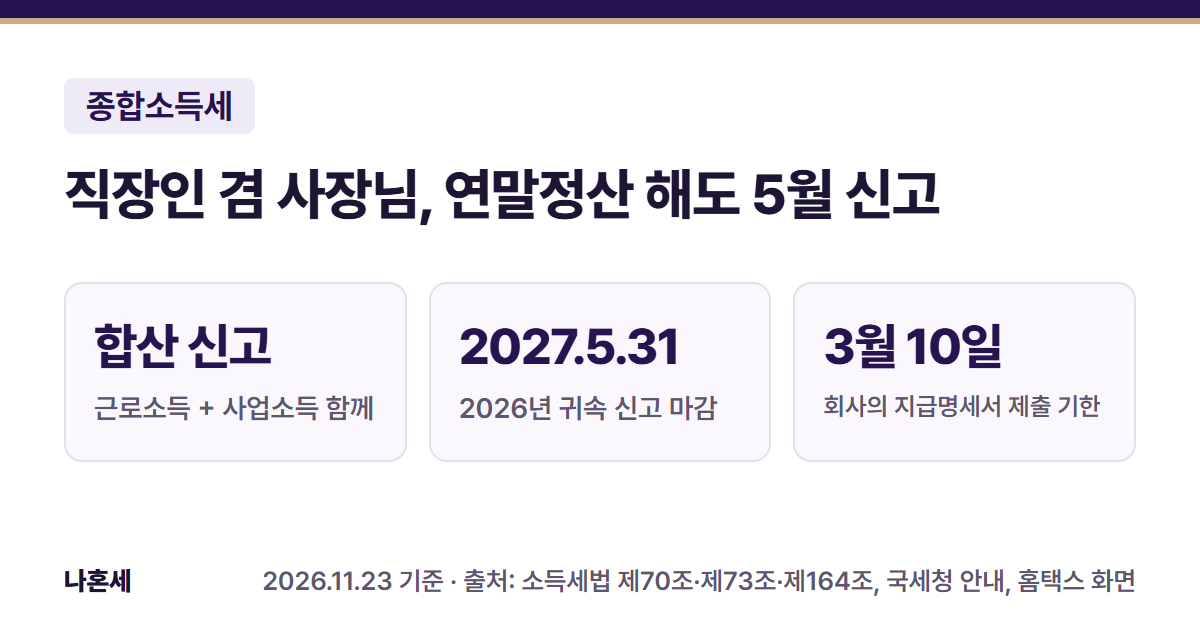 종합소득세
직장인 겸 사장님, 연말정산 해도 5월 신고
합산 신고
근로소득 + 사업소득 함께
2027.5.31
2026년 귀속 신고 마감
3월 10일
회사의 지급명세서 제출 기한
나혼세
2026.11.23 기준 · 출처: 소득세법 제70조·제73조·제164조, 국세청 안내, 홈택스 화면